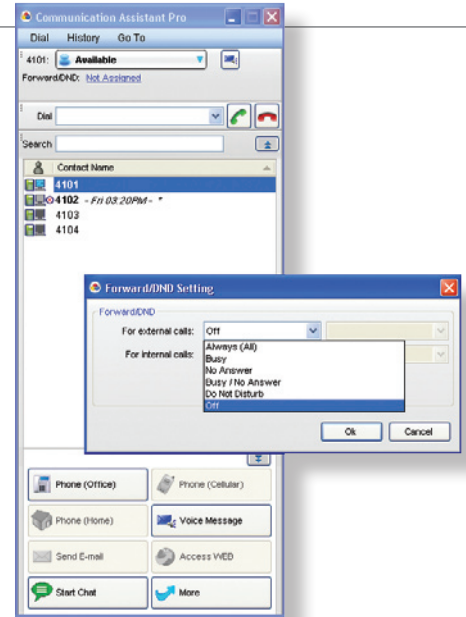 Communication Assistant Pro
Dial History Go To
4101: Available
Forward/DND: Not Assigned
Dial
Search
Contact Name
4101
4102 - Fri 03:20PM - *
4103
4104
Forward/DND Setting
Forward/DND
For external calls: Off
For internal calls:
Always (All)
Busy
No Answer
Busy / No Answer
Do Not Disturb
Off
Ok Cancel
Phone (Office) Phone (Cellular)
Phone (Home) Voice Message
Send E-mail Access WEB
Start Chat More